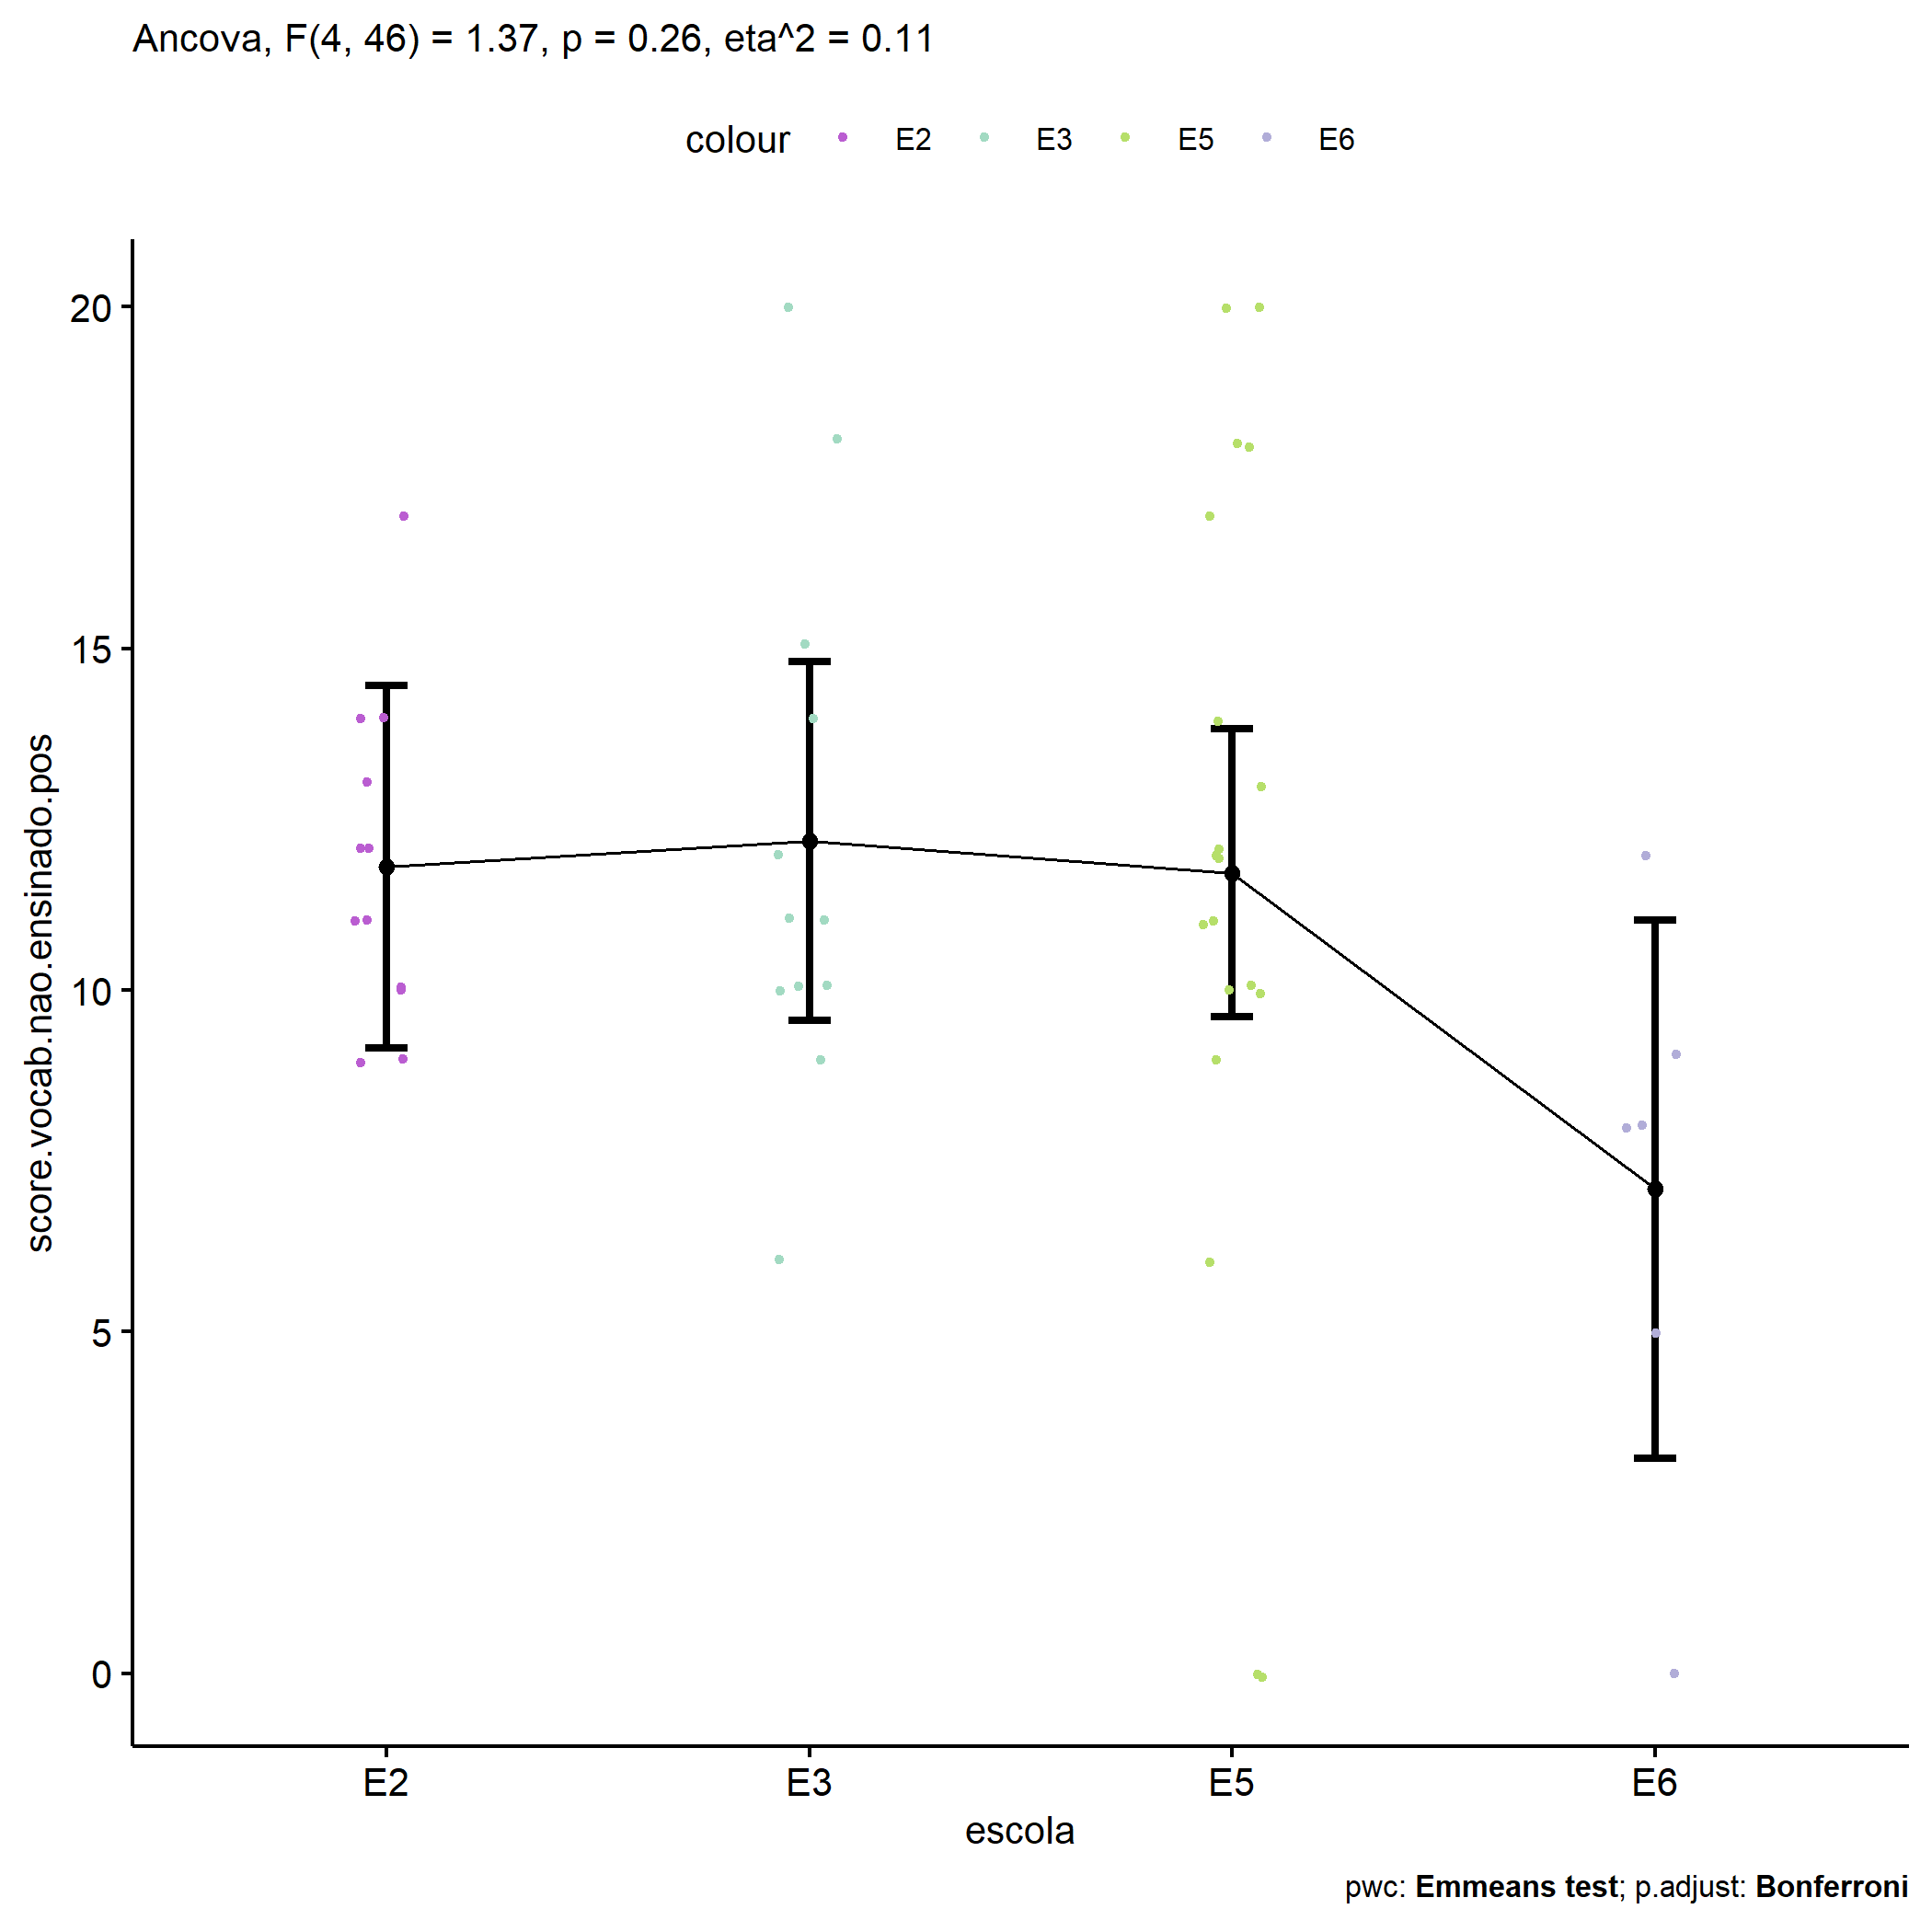 Ancova, F(4, 46) = 1.37, p = 0.26, eta^2 = 0.11
colour E2 E3 E5 E6
score.vocab.nao.ensinado.pos
20
15
10
5
0
E2 E3 E5 E6
escola
pwc: Emmeans test; p.adjust: Bonferroni